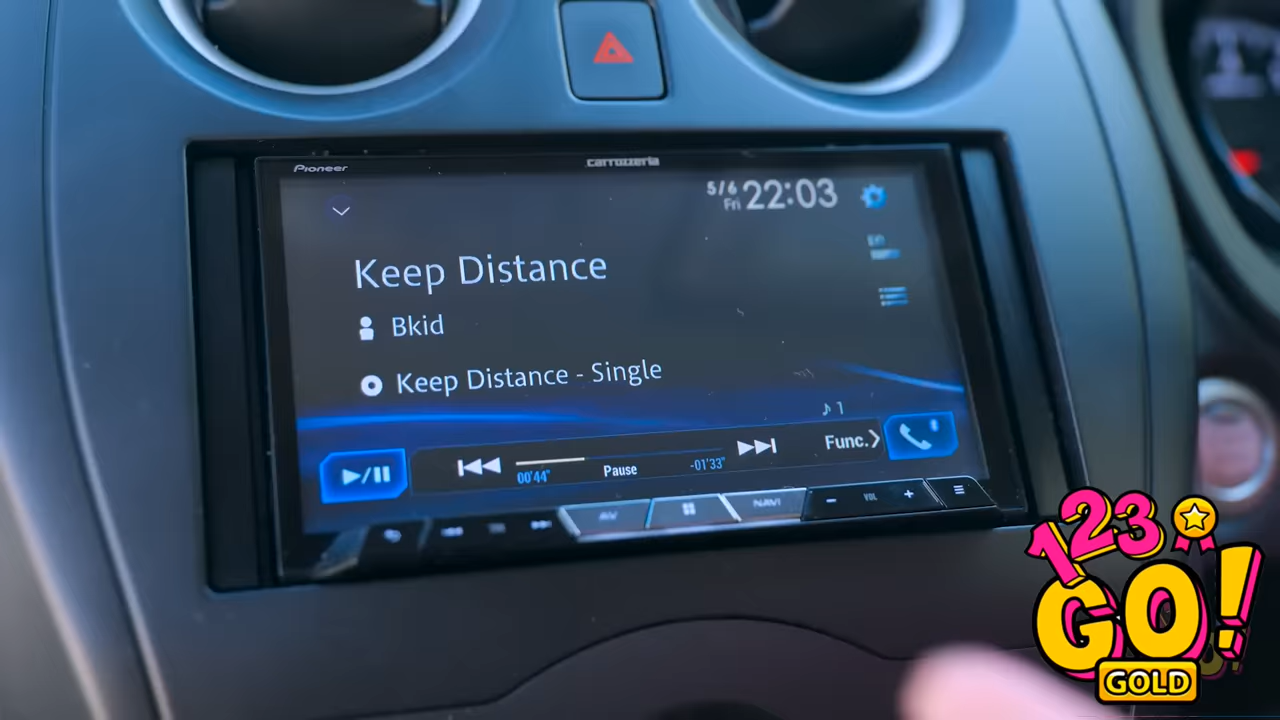 Pioneer
carrozzeria
5/6
Fri 22:03
Keep Distance
Bkid
Keep Distance - Single
1
00'44"
Pause
-01'33"
Func.
AV
NAVI
- VOL +
123
GO!
GOLD